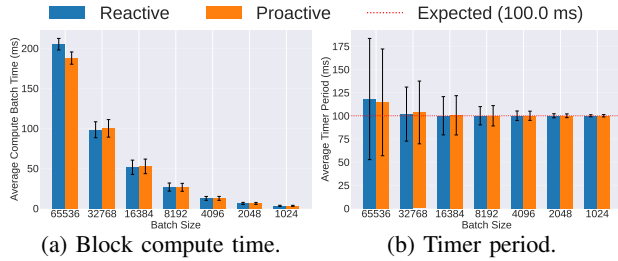 Reactive Proactive Expected (100.0 ms)
Average Compute Batch Time (ms)
200
150
100
50
0
65536 32768 16384 8192 4096 2048 1024
Batch Size
(a) Block compute time.
Average Timer Period (ms)
175
150
125
100
75
50
25
0
65536 32768 16384 8192 4096 2048 1024
Batch Size
(b) Timer period.